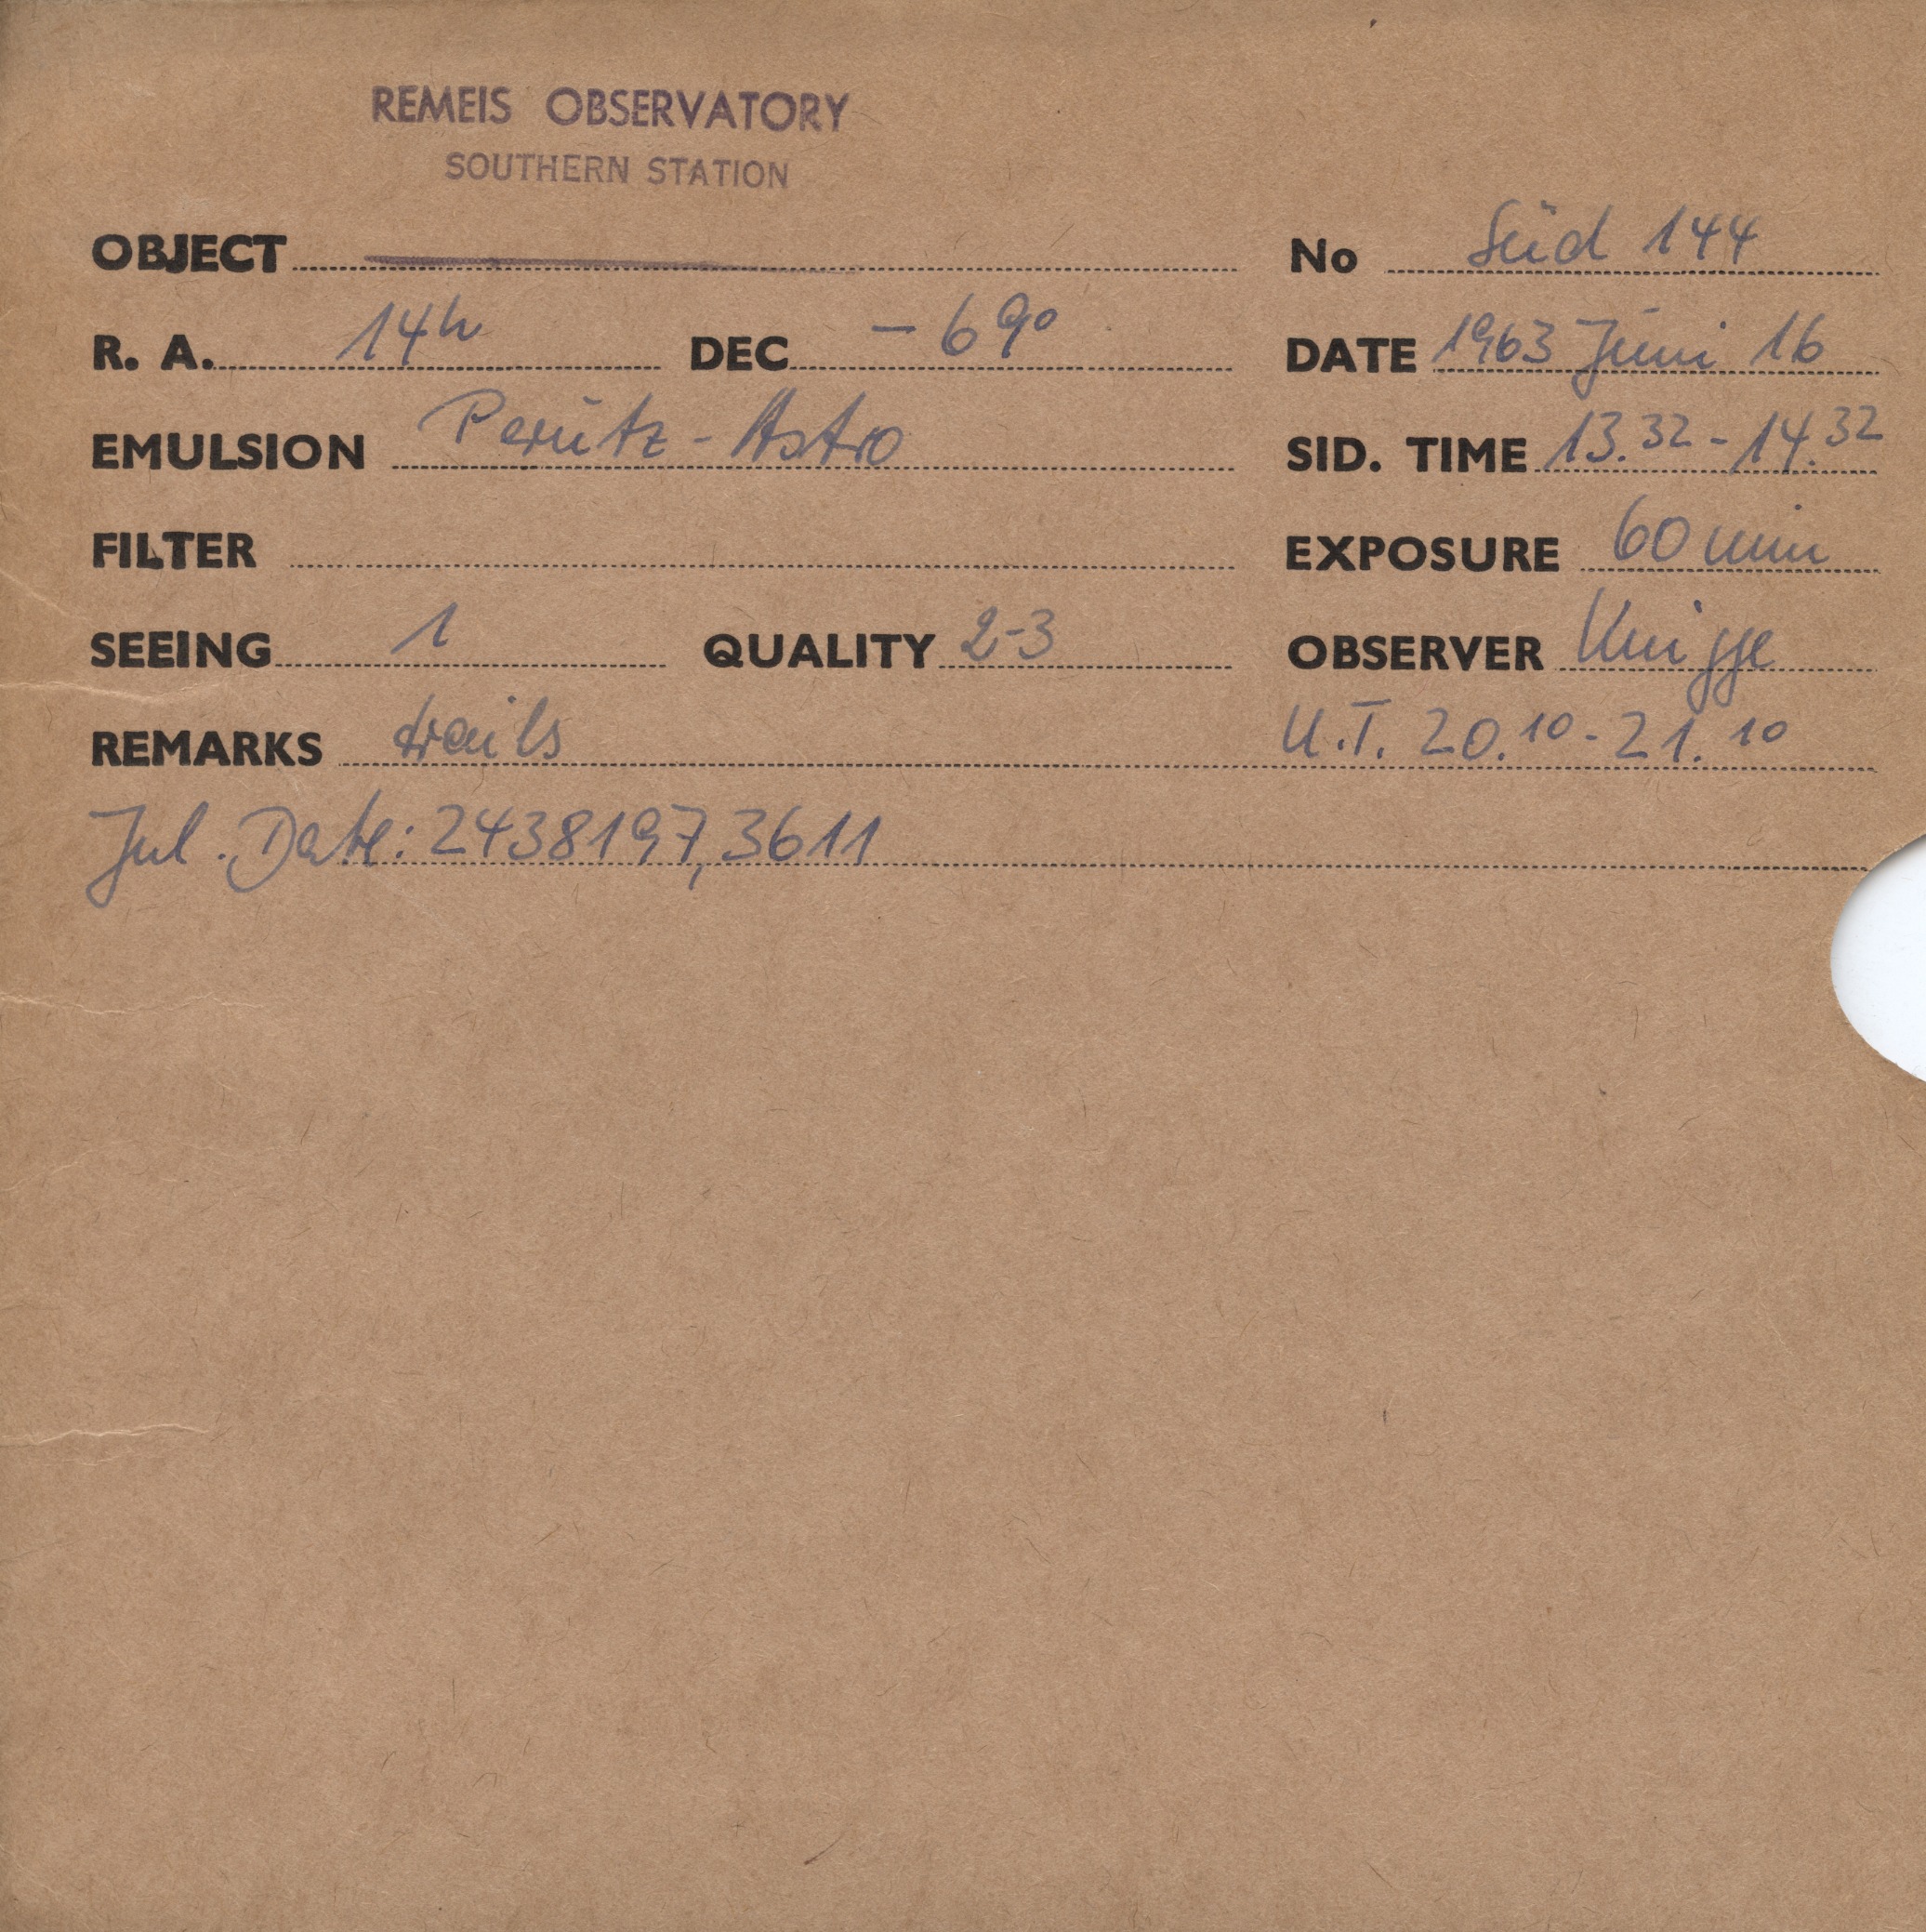 REMEIS OBSERVATORY
SOUTHERN STATION
OBJECT No Süd 144
R. A. 14h DEC -69° DATE 1963 Juni 16
EMULSION Perutz-Astro SID. TIME 13.32-14.32
FILTER EXPOSURE 60 min
SEEING 1 QUALITY 2-3 OBSERVER Knigge
REMARKS trails U.T. 20.10-21.10
Jul. Date: 2438197,3611